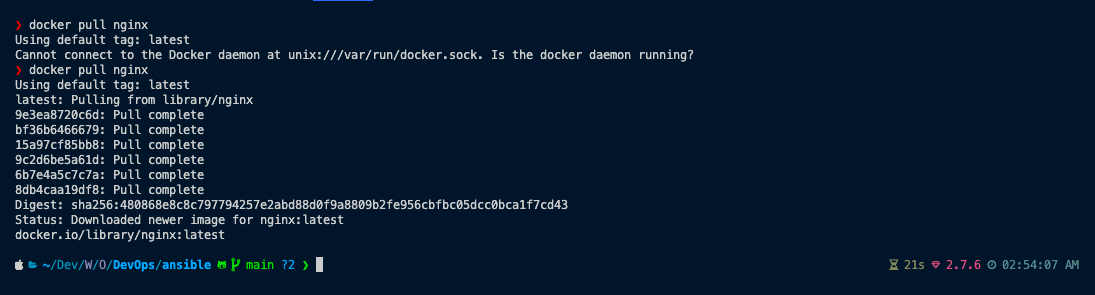 ❯ docker pull nginx
Using default tag: latest
Cannot connect to the Docker daemon at unix:///var/run/docker.sock. Is the docker daemon running?
❯ docker pull nginx
Using default tag: latest
latest: Pulling from library/nginx
9e3ea8720c6d: Pull complete
bf36b6466679: Pull complete
15a97cf85bb8: Pull complete
9c2d6be5a61d: Pull complete
6b7e4a5c7c7a: Pull complete
8db4caa19df8: Pull complete
Digest: sha256:480868e8c8c797794257e2abd88d0f9a8809b2fe956cbfbc05dcc0bca1f7cd43
Status: Downloaded newer image for nginx:latest
docker.io/library/nginx:latest
~/Dev/W/O/DevOps/ansible main ?2 ❯ 21s 2.7.6 02:54:07 AM